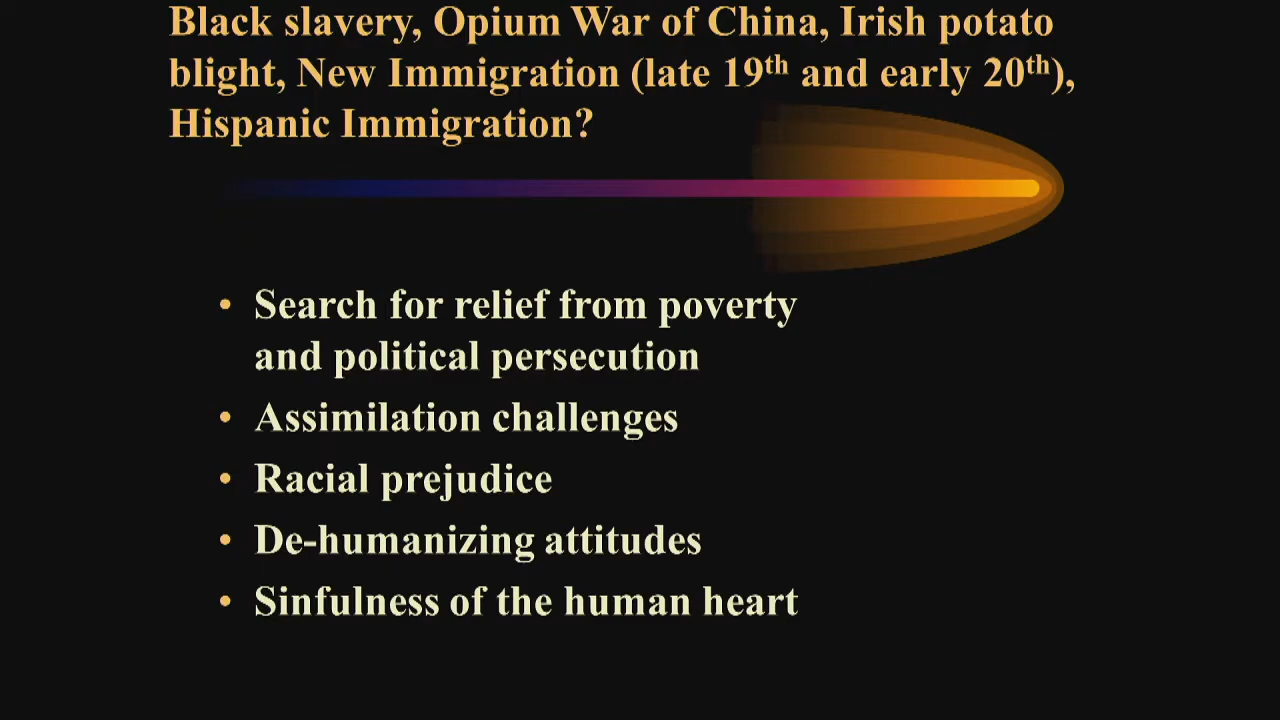 Black slavery, Opium War of China, Irish potato
blight, New Immigration (late 19th and early 20th),
Hispanic Immigration?
• Search for relief from poverty
and political persecution
• Assimilation challenges
• Racial prejudice
• De-humanizing attitudes
• Sinfulness of the human heart